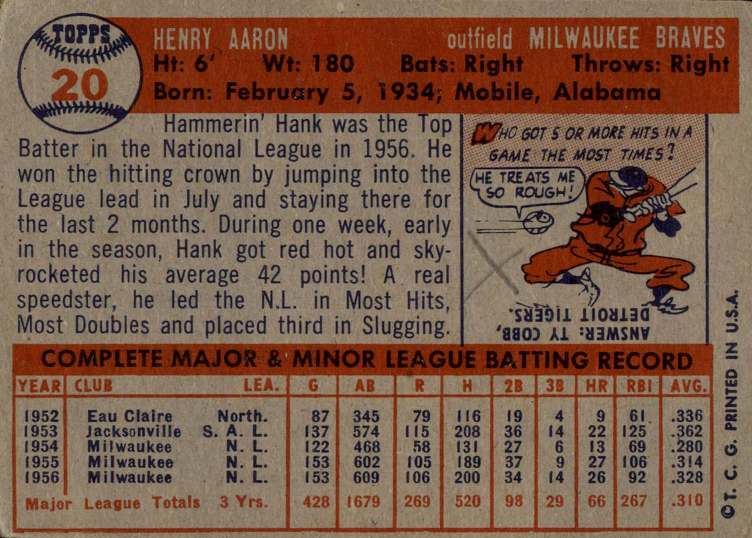 TOPPS
20
HENRY AARON outfield MILWAUKEE BRAVES
Ht: 6' Wt: 180 Bats: Right Throws: Right
Born: February 5, 1934; Mobile, Alabama
Hammerin' Hank was the Top
Batter in the National League in 1956. He
won the hitting crown by jumping into the
League lead in July and staying there for
the last 2 months. During one week, early
in the season, Hank got red hot and sky-
rocketed his average 42 points! A real
speedster, he led the N.L. in Most Hits,
Most Doubles and placed third in Slugging.
WHO GOT 5 OR MORE HITS IN A
GAME THE MOST TIMES?
HE TREATS ME
SO ROUGH!
ANSWER: TY COBB,
DETROIT TIGERS.
COMPLETE MAJOR & MINOR LEAGUE BATTING RECORD
YEAR CLUB LEA. G AB R H 2B 3B HR RBI AVG.
1952 Eau Claire North. 87 345 79 116 19 4 9 61 .336
1953 Jacksonville S. A. L. 137 574 115 208 36 14 22 125 .362
1954 Milwaukee N. L. 122 468 58 131 27 6 13 69 .280
1955 Milwaukee N. L. 153 602 105 189 37 9 27 106 .314
1956 Milwaukee N. L. 153 609 106 200 34 14 26 92 .328
Major League Totals 3 Yrs. 428 1679 269 520 98 29 66 267 .310
©T. C. G. PRINTED IN U.S.A.